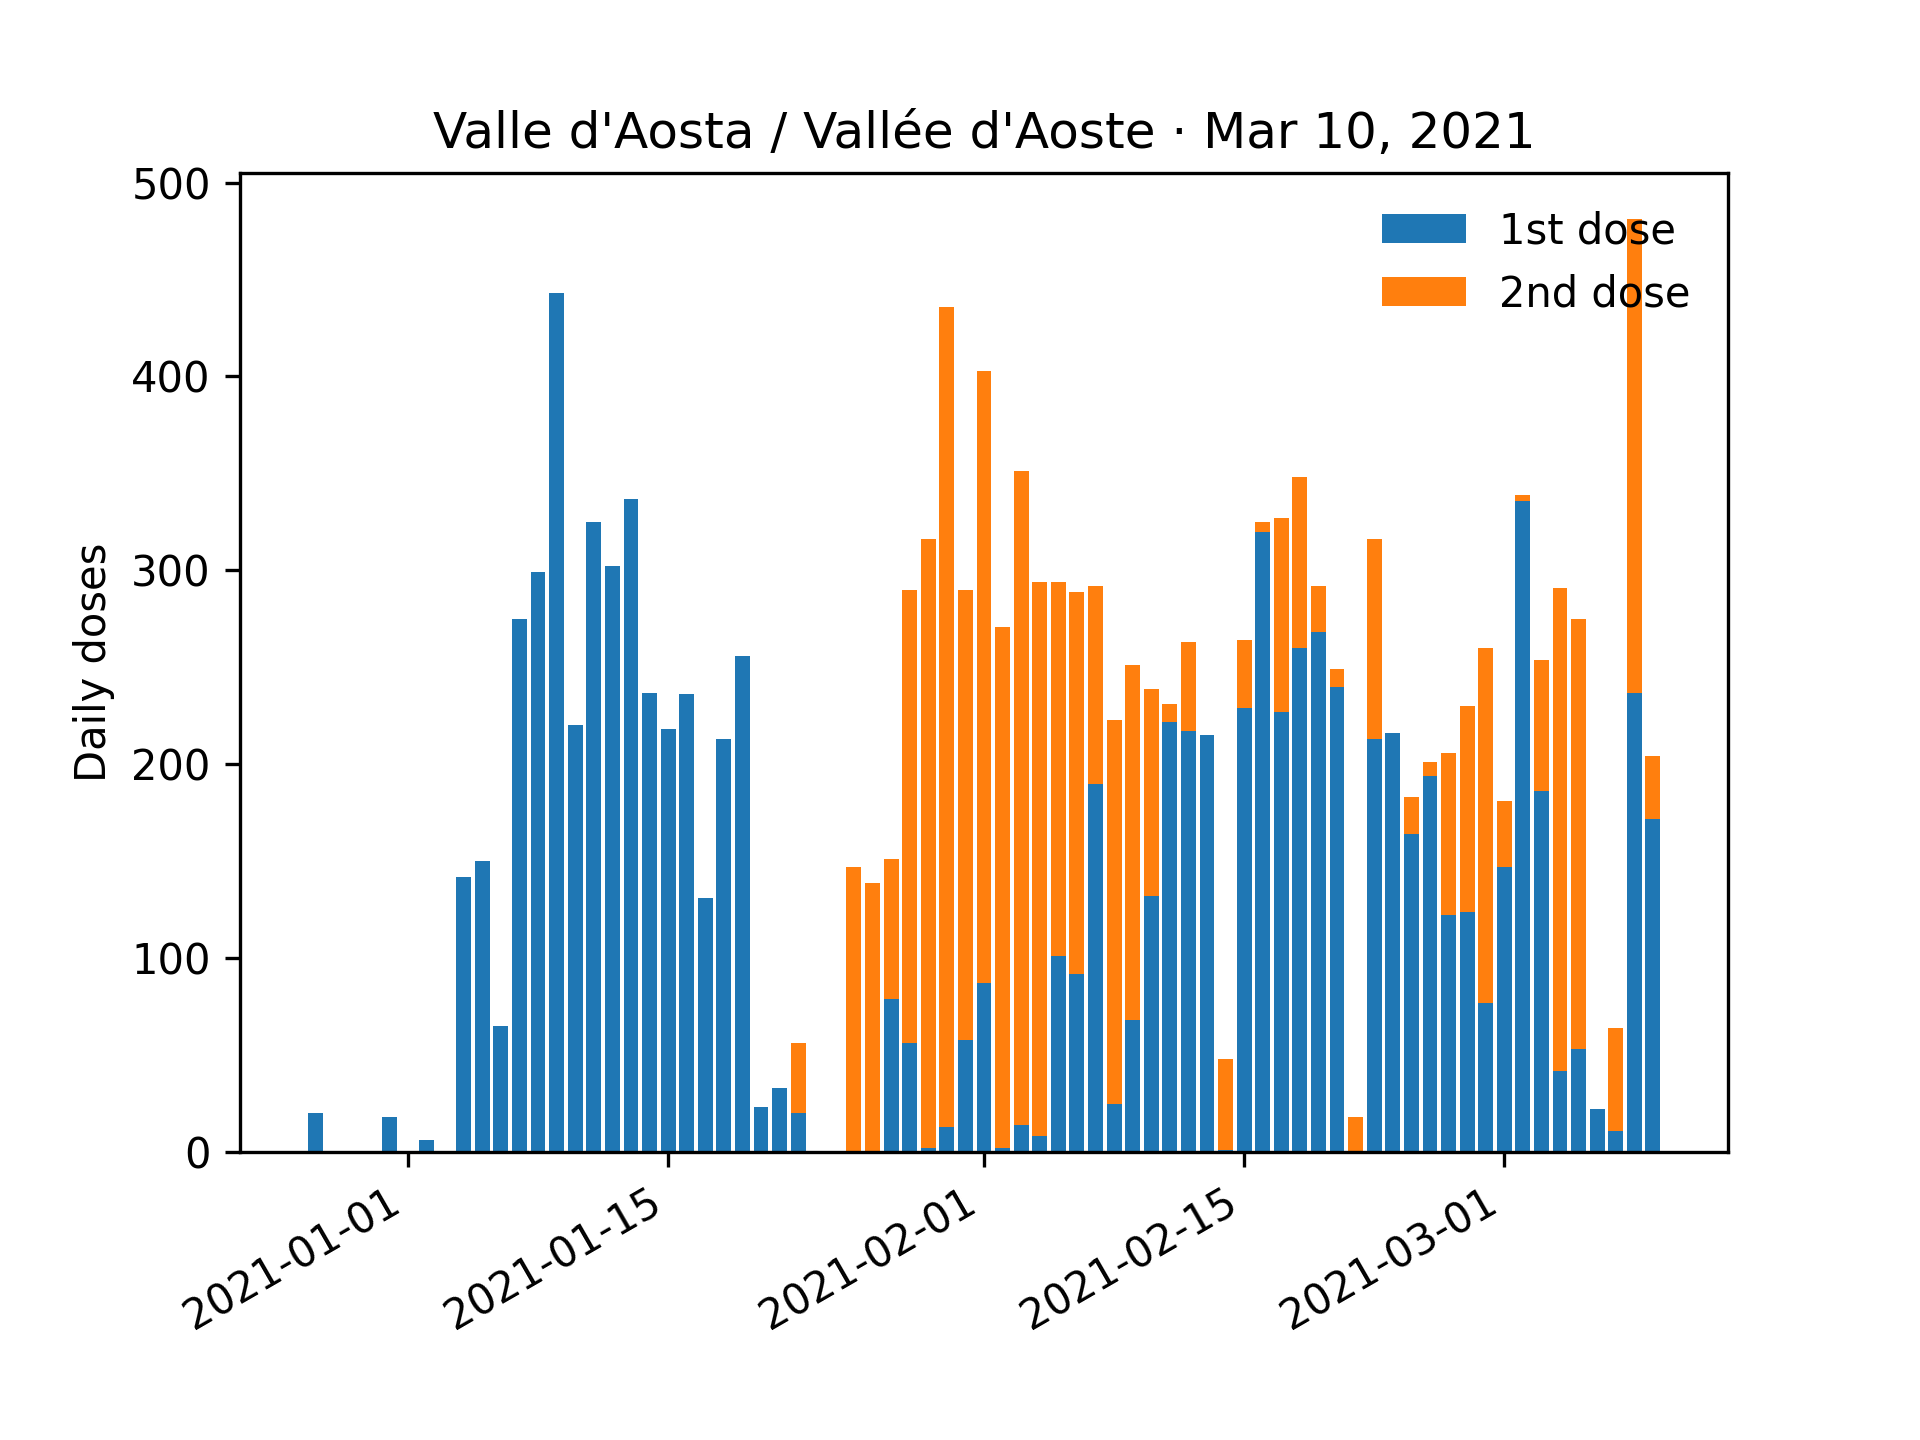 Valle d'Aosta / Vallée d'Aoste · Mar 10, 2021
500
400
300
200
100
0
Daily doses
1st dose
2nd dose
2021-01-01
2021-01-15
2021-02-01
2021-02-15
2021-03-01